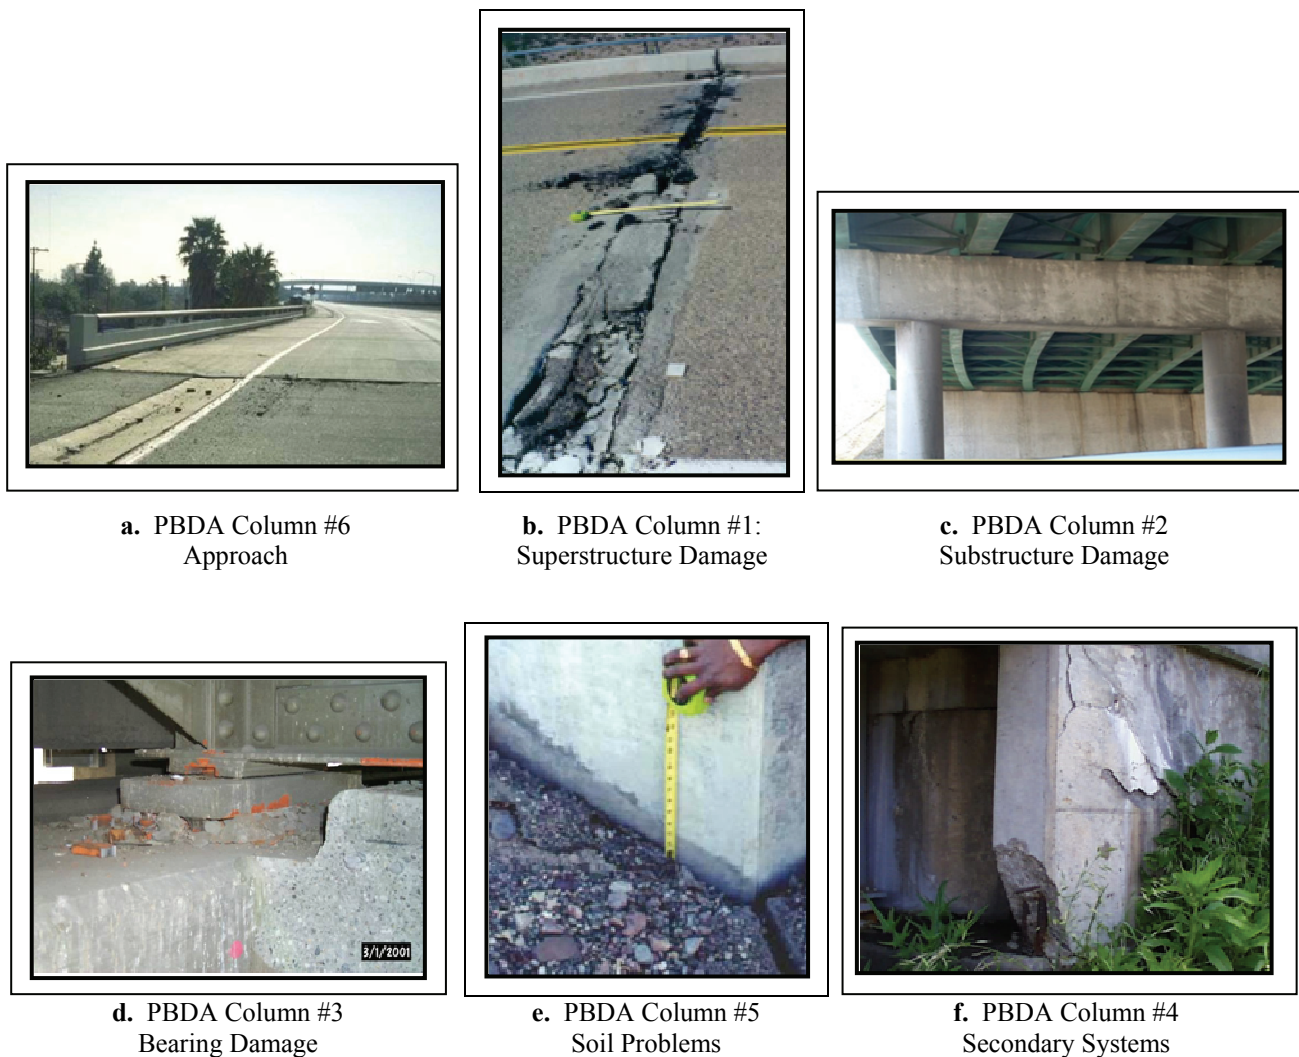 a. PBDA Column #6
Approach
b. PBDA Column #1:
Superstructure Damage
c. PBDA Column #2
Substructure Damage
3/1/2001
d. PBDA Column #3
Bearing Damage
e. PBDA Column #5
Soil Problems
f. PBDA Column #4
Secondary Systems